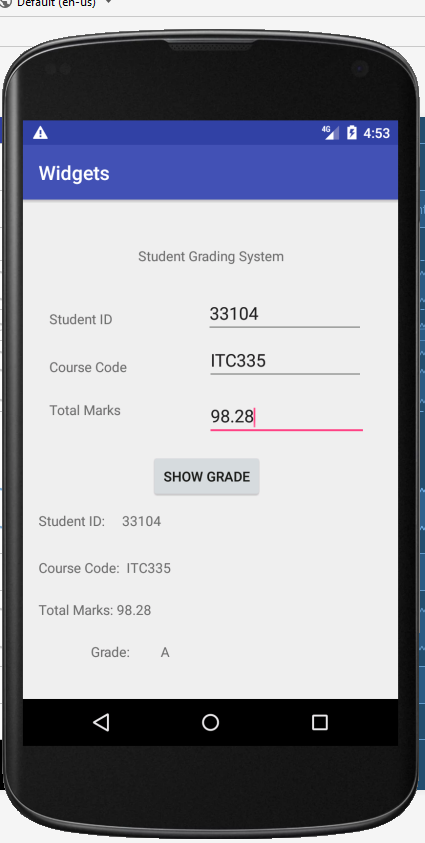 Default (en-us)
4G 4:53
Widgets
Student Grading System
Student ID 33104
Course Code ITC335
Total Marks 98.28
SHOW GRADE
Student ID: 33104
Course Code: ITC335
Total Marks: 98.28
Grade: A